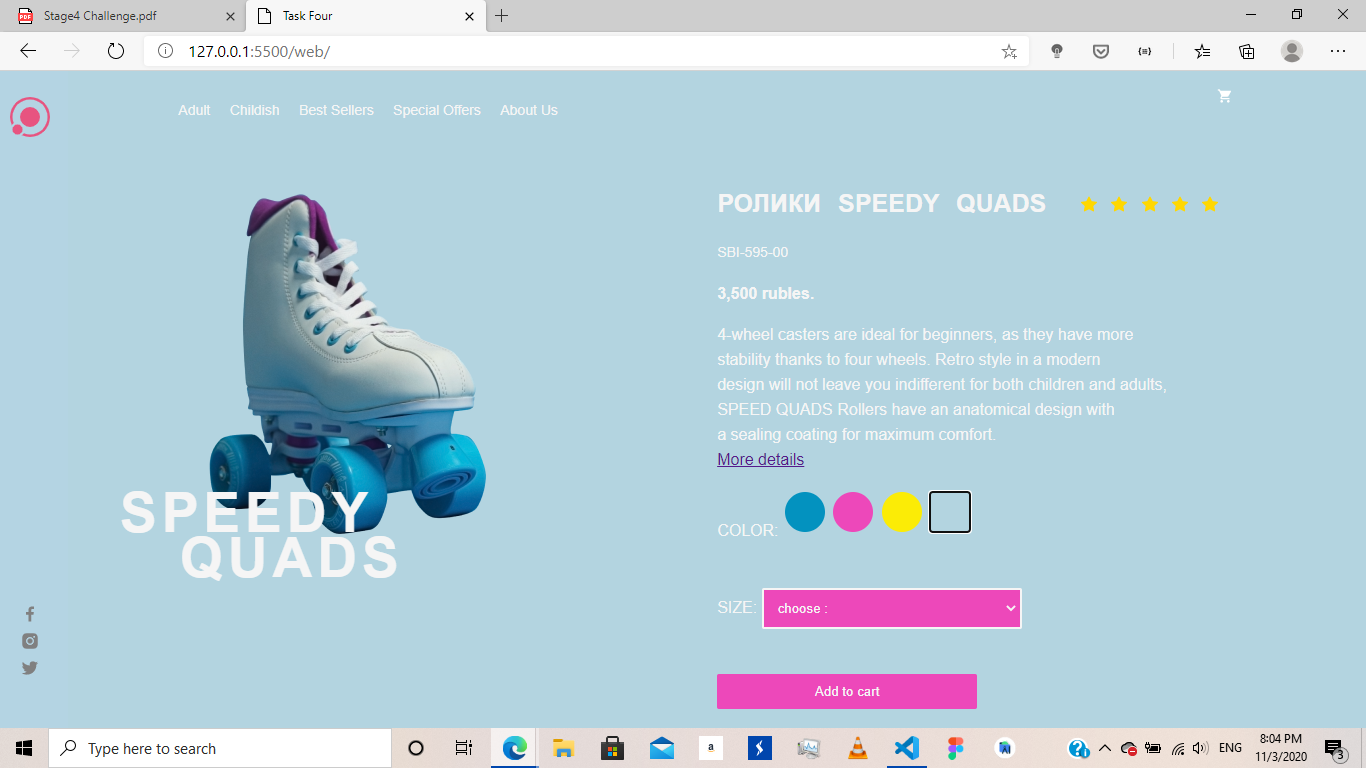 Stage4 Challenge.pdf
Task Four
127.0.0.1:5500/web/
Adult Childish Best Sellers Special Offers About Us
РОЛИКИ SPEEDY QUADS
SBI-595-00
3,500 rubles.
4-wheel casters are ideal for beginners, as they have more
stability thanks to four wheels. Retro style in a modern
design will not leave you indifferent for both children and adults,
SPEED QUADS Rollers have an anatomical design with
a sealing coating for maximum comfort.
More details
SPEEDY
QUADS
COLOR:
SIZE: choose :
Add to cart
Type here to search
a
ENG
8:04 PM
11/3/2020
3